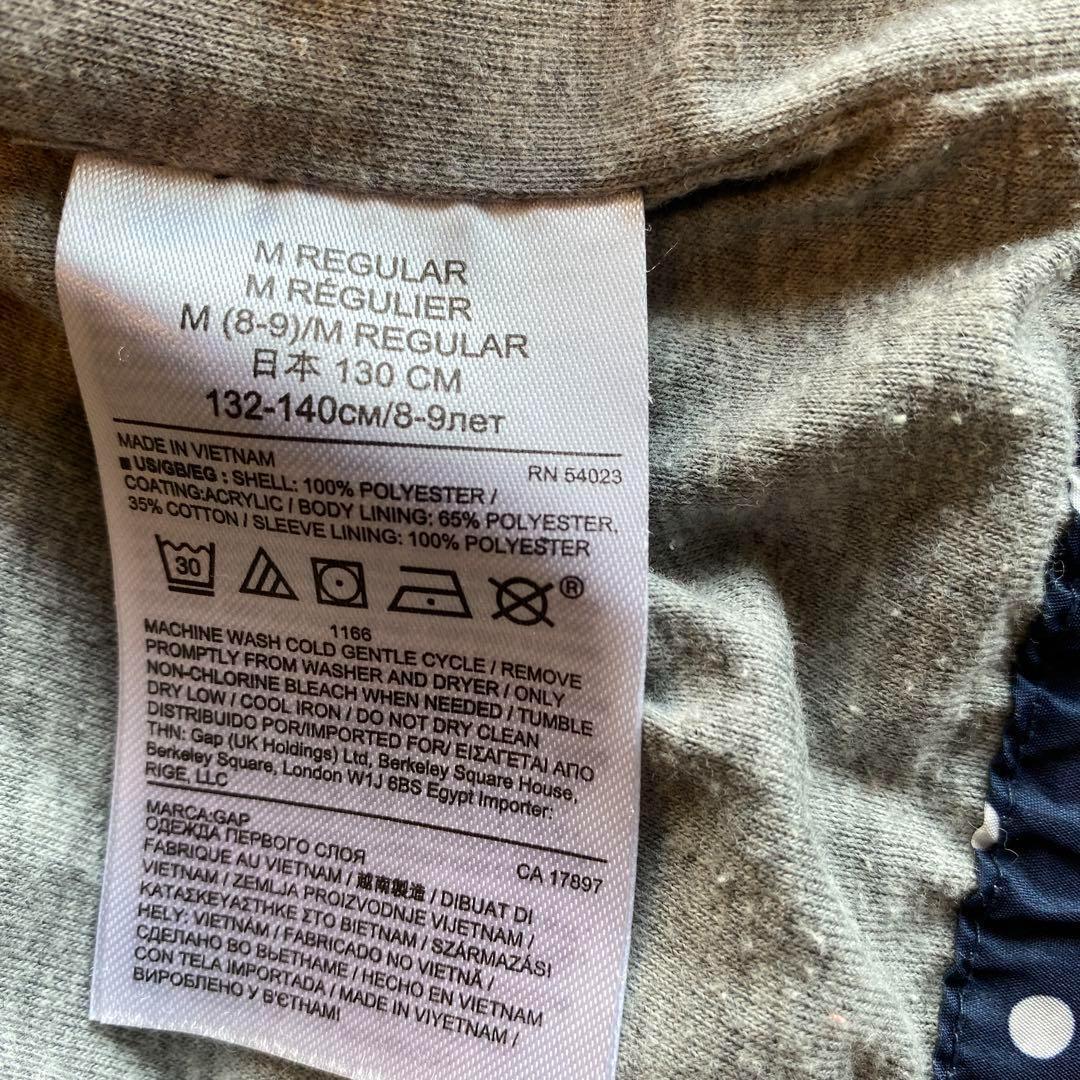 M REGULAR
M RÉGULIER
M (8-9)/M REGULAR
日本 130 CM
132-140см/8-9лет
MADE IN VIETNAM
RN 54023
US/GB/EG : SHELL: 100% POLYESTER /
COATING:ACRYLIC / BODY LINING: 65% POLYESTER,
35% COTTON / SLEEVE LINING: 100% POLYESTER
30
®
1166
MACHINE WASH COLD GENTLE CYCLE / REMOVE
PROMPTLY FROM WASHER AND DRYER / ONLY
NON-CHLORINE BLEACH WHEN NEEDED / TUMBLE
DRY LOW / COOL IRON / DO NOT DRY CLEAN
DISTRIBUIDO POR/IMPORTED FOR/ ΕΙΣΑΓΕΤΑΙ ΑΠΟ
ΤΗΝ: Gap (UK Holdings) Ltd, Berkeley Square House,
Berkeley Square, London W1J 6BS Egypt Importer:
RIGE, LLC
MARCA:GAP
ОДЕЖДА ПЕРВОГО СЛОЯ
CA 17897
FABRIQUE AU VIETNAM / 越南製造 / DIBUAT DI
VIETNAM / ZEMLJA PROIZVODNJE VIJETNAM /
ΚΑΤΑΣΚΕΥΑΣΤΗΚΕ ΣΤΟ ΒΙΕΤΝΑΜ / SZÁRMAZÁSI
HELY: VIETNAM / FABRICADO NO VIETNÃ /
СДЕЛАНО ВО ВЬЕТНАМЕ / HECHO EN VIETNAM
CON TELA IMPORTADA / MADE IN VIYETNAM /
ВИРОБЛЕНО У В'ЄТНАМІ